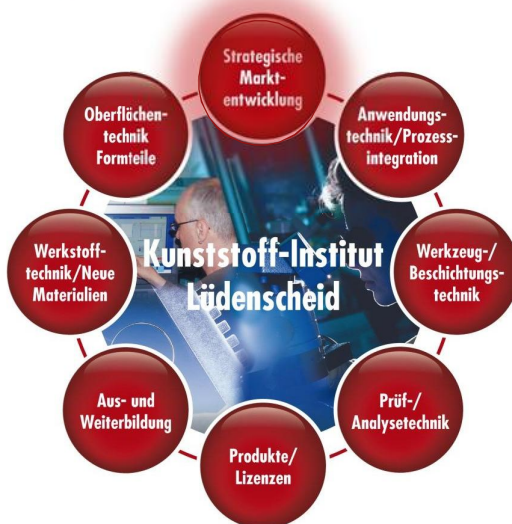 Strategische
Markt-
entwicklung
Anwendungs-
technik/Prozess-
integration
Werkzeug-/
Beschichtungs-
technik
Prüf-/
Analysetechnik
Produkte/
Lizenzen
Aus- und
Weiterbildung
Werkstoff-
technik/Neue
Materialien
Oberflächen-
technik
Formteile
Kunststoff-Institut
Lüdenscheid